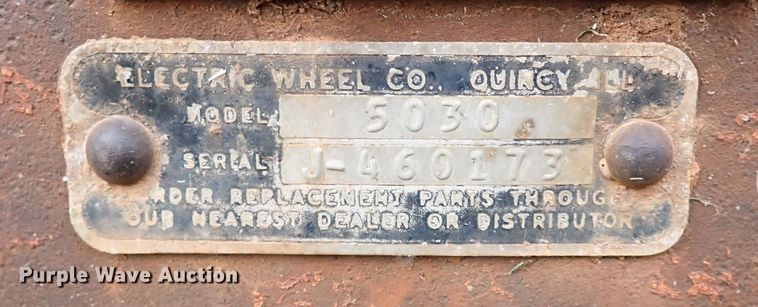 ELECTRIC WHEEL CO., QUINCY ILL.
MODEL 5030
SERIAL J-460173
ORDER REPLACEMENT PARTS THROUGH
OUR NEAREST DEALER OR DISTRIBUTOR
Purple Wave Auction